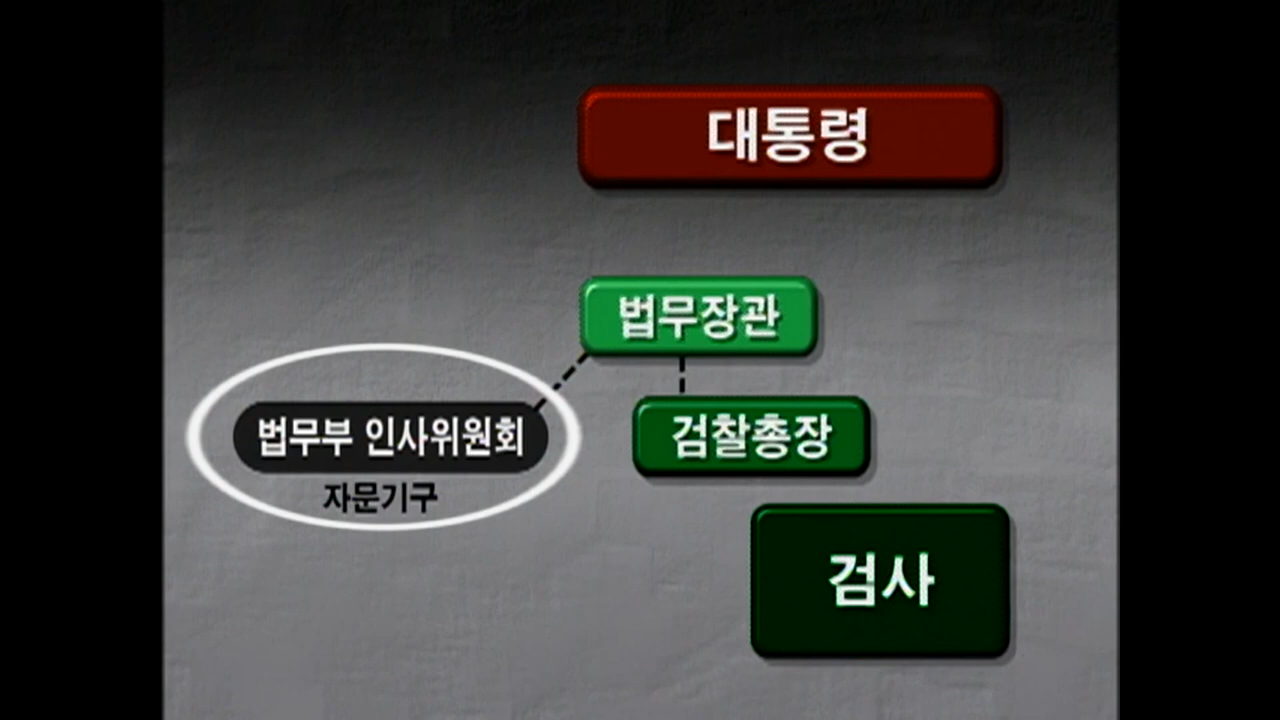 대통령
법무장관
법무부 인사위원회
자문기구
검찰총장
검사